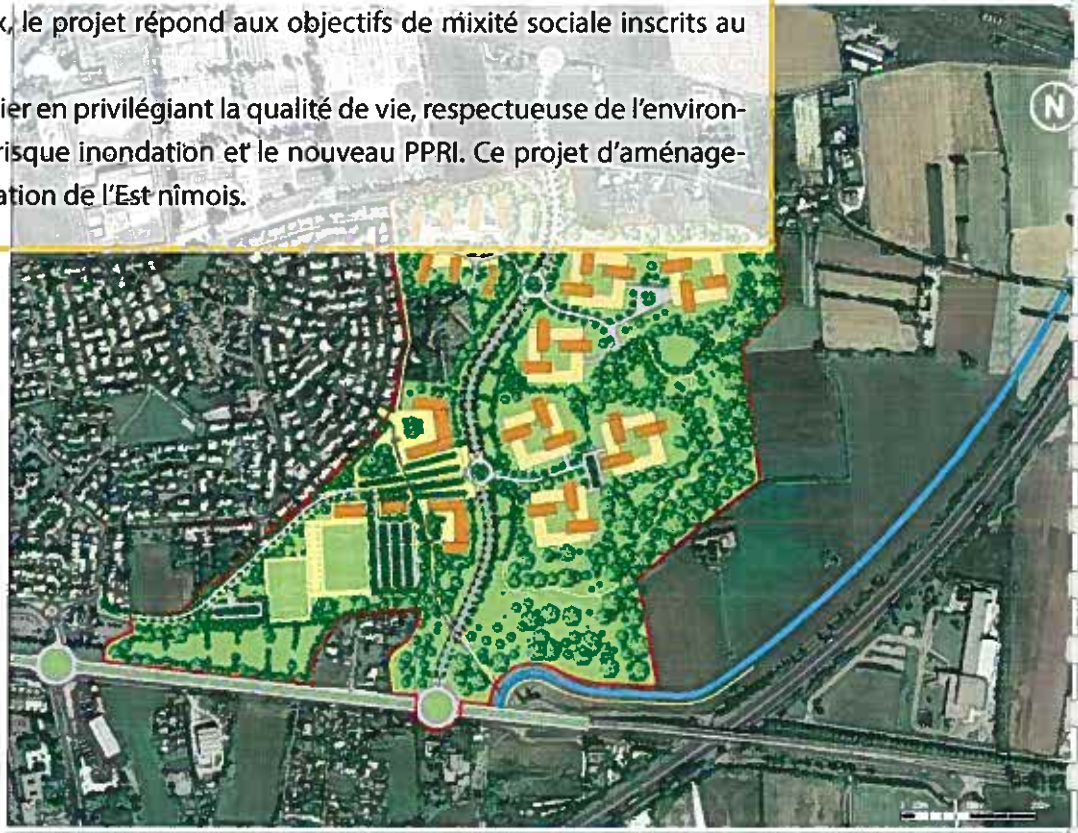 x, le projet répond aux objectifs de mixité sociale inscrits au
ier en privilégiant la qualité de vie, respectueuse de l'environ-
risque inondation et le nouveau PPRI. Ce projet d'aménage-
ation de l'Est nîmois.
N